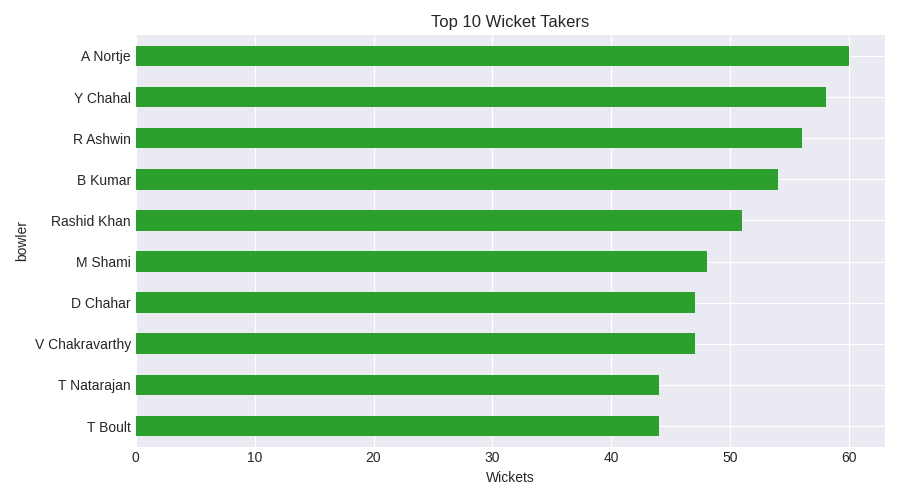 Top 10 Wicket Takers
A Nortje
Y Chahal
R Ashwin
B Kumar
Rashid Khan
M Shami
D Chahar
V Chakravarthy
T Natarajan
T Boult
bowler
0 10 20 30 40 50 60
Wickets